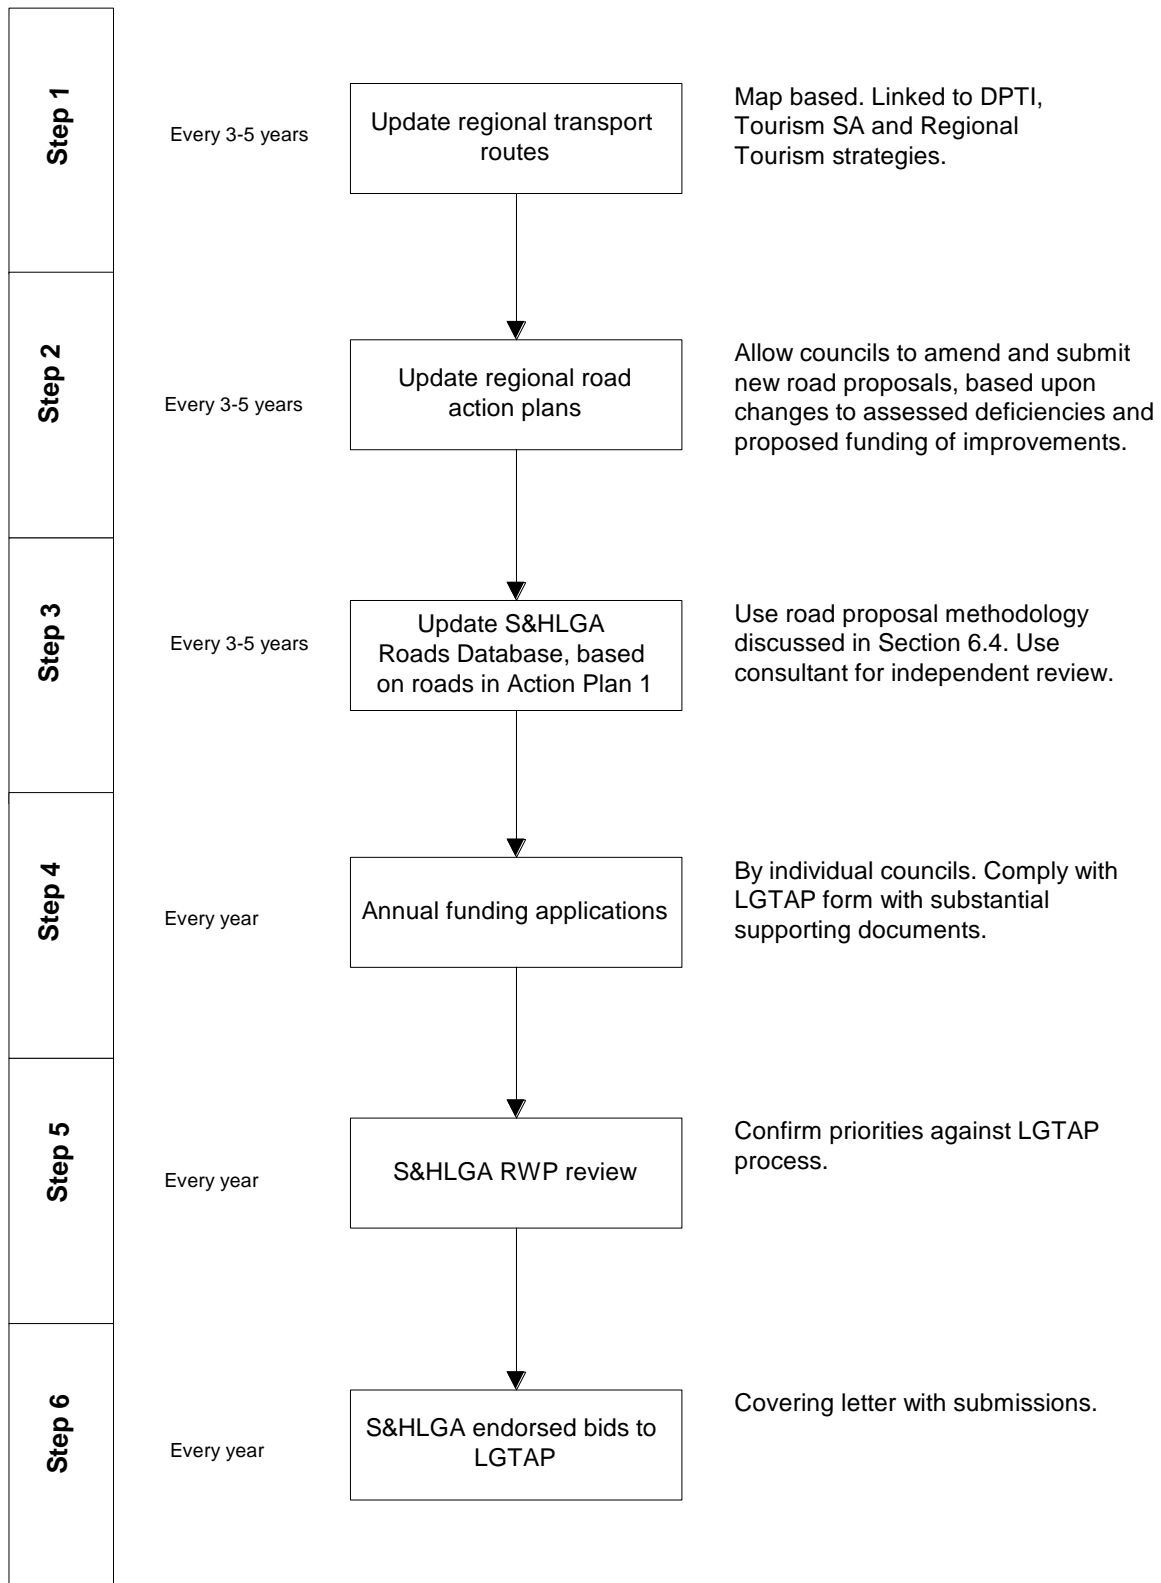 Step 1
Every 3-5 years
Update regional transport
routes
Map based. Linked to DPTI,
Tourism SA and Regional
Tourism strategies.
Step 2
Every 3-5 years
Update regional road
action plans
Allow councils to amend and submit
new road proposals, based upon
changes to assessed deficiencies and
proposed funding of improvements.
Step 3
Every 3-5 years
Update S&HLGA
Roads Database, based
on roads in Action Plan 1
Use road proposal methodology
discussed in Section 6.4. Use
consultant for independent review.
Step 4
Every year
Annual funding applications
By individual councils. Comply with
LGTAP form with substantial
supporting documents.
Step 5
Every year
S&HLGA RWP review
Confirm priorities against LGTAP
process.
Step 6
Every year
S&HLGA endorsed bids to
LGTAP
Covering letter with submissions.